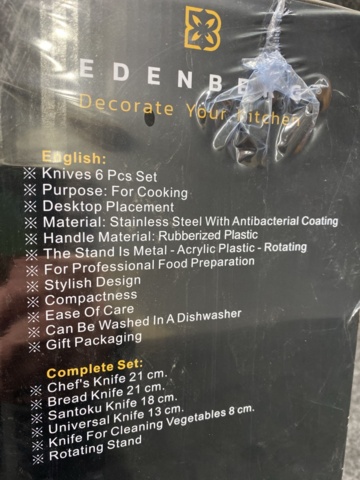 EDENBERG
Decorate Your Kitchen
English:
※ Knives 6 Pcs Set
※ Purpose: For Cooking
※ Desktop Placement
※ Material: Stainless Steel With Antibacterial Coating
※ Handle Material: Rubberized Plastic
※ The Stand Is Metal - Acrylic Plastic - Rotating
※ For Professional Food Preparation
※ Stylish Design
※ Compactness
※ Ease Of Care
※ Can Be Washed In A Dishwasher
※ Gift Packaging
Complete Set:
※ Chef's Knife 21 cm.
※ Bread Knife 21 cm.
※ Santoku Knife 18 cm.
※ Universal Knife 13 cm.
※ Knife For Cleaning Vegetables 8 cm.
※ Rotating Stand